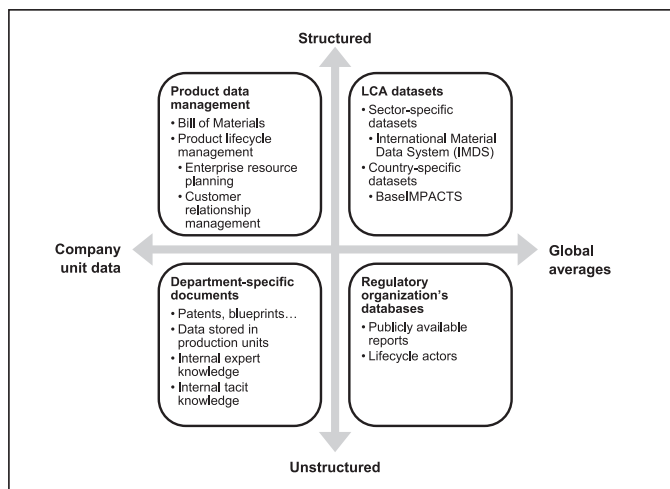 Structured
Product data
management
• Bill of Materials
• Product lifecycle
management
• Enterprise resource
planning
• Customer
relationship
management
LCA datasets
• Sector-specific
datasets
• International Material
Data System (IMDS)
• Country-specific
datasets
• BaseIMPACTS
Company
unit data
Global
averages
Department-specific
documents
• Patents, blueprints…
• Data stored in
production units
• Internal expert
knowledge
• Internal tacit
knowledge
Regulatory
organization's
databases
• Publicly available
reports
• Lifecycle actors
Unstructured